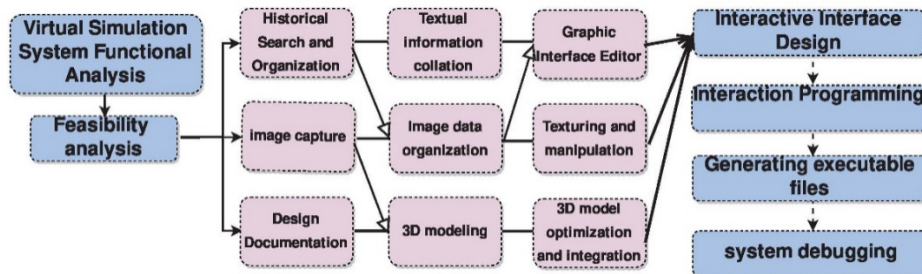 Virtual Simulation
System Functional
Analysis
Feasibility
analysis
Historical
Search and
Organization
image capture
Design
Documentation
Textual
information
collation
Image data
organization
3D modeling
Graphic
Interface Editor
Texturing and
manipulation
3D model
optimization
and integration
Interactive Interface
Design
Interaction Programming
Generating executable
files
system debugging